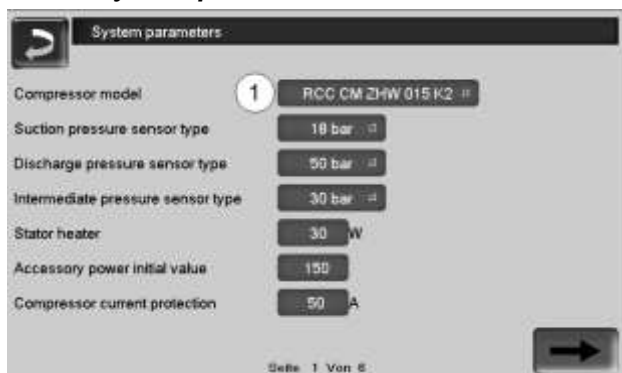 System parameters
Compressor model 1 RCC CM ZHW 015 K2
Suction pressure sensor type 18 bar
Discharge pressure sensor type 50 bar
Intermediate pressure sensor type 30 bar
Stator heater 30 W
Accessory power initial value 150
Compressor current protection 50 A
Seite 1 Von 6